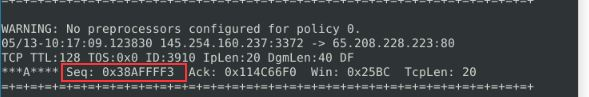 =+=+=+=+=+=+=+=+=+=+=+=+=+=+=+=+=+=+=+=+=+=+=+=+=+=+=+=+=+=+=+=+=+=+=+=+=+
WARNING: No preprocessors configured for policy 0.
05/13-10:17:09.123830 145.254.160.237:3372 -> 65.208.228.223:80
TCP TTL:128 TOS:0x0 ID:3910 IpLen:20 DgmLen:40 DF
***A**** Seq: 0x38AFFFF3 Ack: 0x114C66F0 Win: 0x25BC TcpLen: 20
=+=+=+=+=+=+=+=+=+=+=+=+=+=+=+=+=+=+=+=+=+=+=+=+=+=+=+=+=+=+=+=+=+=+=+=+=+